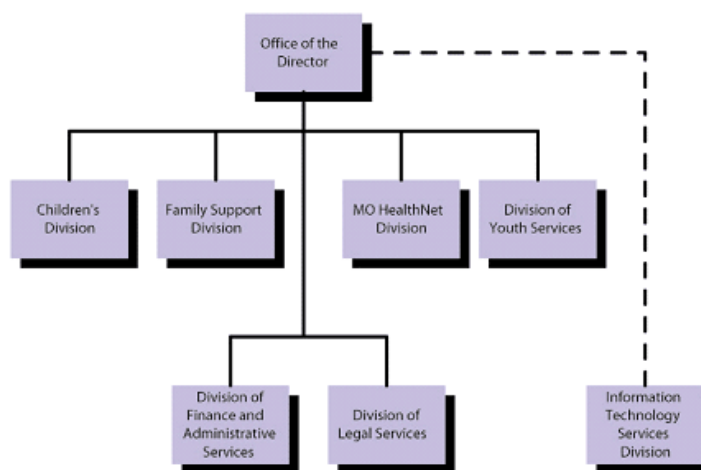 Office of the
Director
Children's
Division
Family Support
Division
MO HealthNet
Division
Division of
Youth Services
Division of
Finance and
Administrative
Services
Division of
Legal Services
Information
Technology
Services
Division